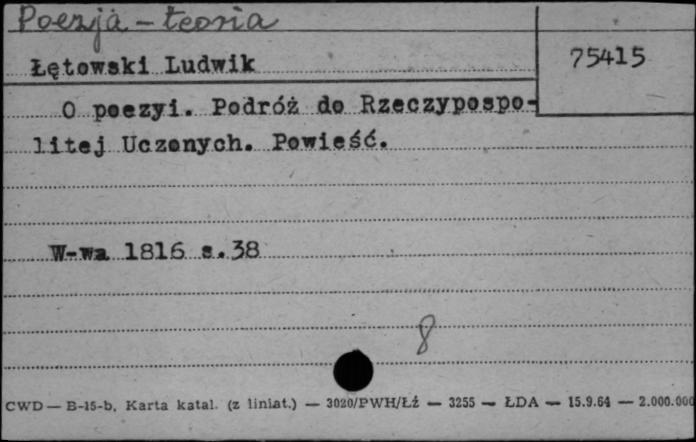 Poezja - teoria
75415
Łętowski Ludwik
O poezyi. Podróż do Rzeczypospo-
litej Uczonych. Powieść.
W-wa 1816 s.38
8
CWD — B-15-b, Karta katal. (z liniat.) — 3020/PWH/Łź — 3255 — ŁDA — 15.9.64 — 2.000.000